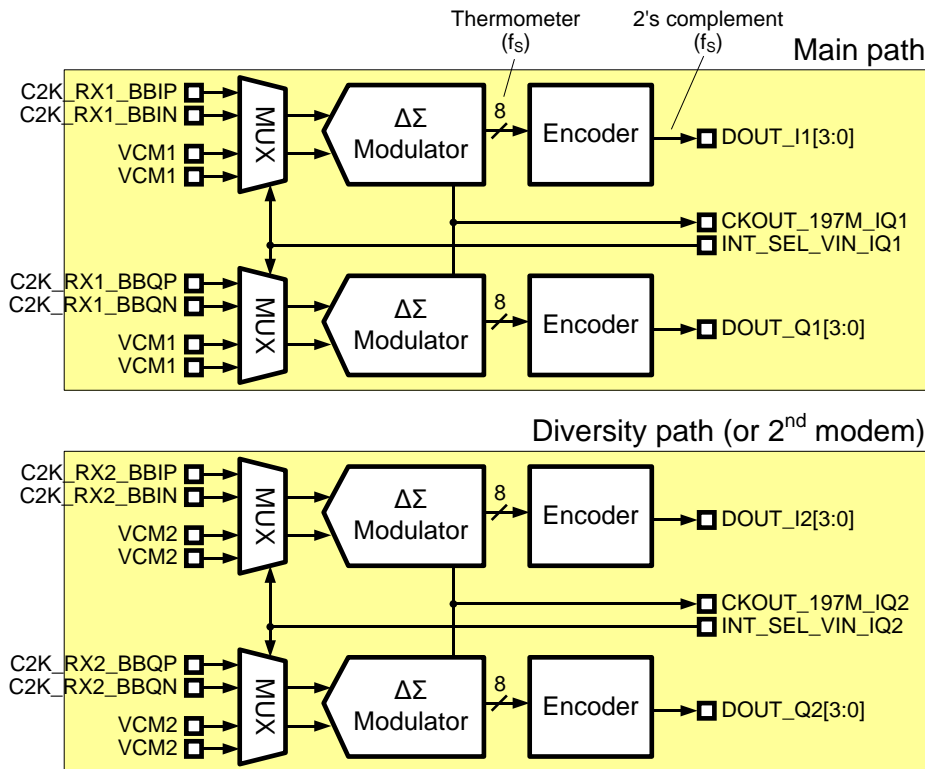 Thermometer
(fS)
2's complement
(fS)
Main path
C2K_RX1_BBIP
C2K_RX1_BBIN
VCM1
VCM1
MUX
ΔΣ
Modulator
8
Encoder
DOUT_I1[3:0]
CKOUT_197M_IQ1
INT_SEL_VIN_IQ1
C2K_RX1_BBQP
C2K_RX1_BBQN
VCM1
VCM1
MUX
ΔΣ
Modulator
8
Encoder
DOUT_Q1[3:0]
Diversity path (or 2nd modem)
C2K_RX2_BBIP
C2K_RX2_BBIN
VCM2
VCM2
MUX
ΔΣ
Modulator
8
Encoder
DOUT_I2[3:0]
CKOUT_197M_IQ2
INT_SEL_VIN_IQ2
C2K_RX2_BBQP
C2K_RX2_BBQN
VCM2
VCM2
MUX
ΔΣ
Modulator
8
Encoder
DOUT_Q2[3:0]